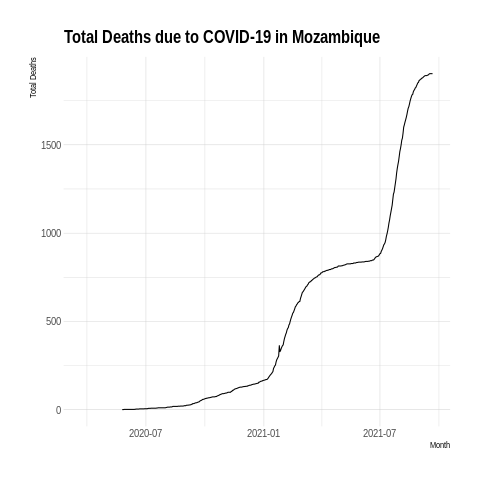 Total Deaths due to COVID-19 in Mozambique
Total Deaths
1500
1000
500
0
2020-07 2021-01 2021-07
Month